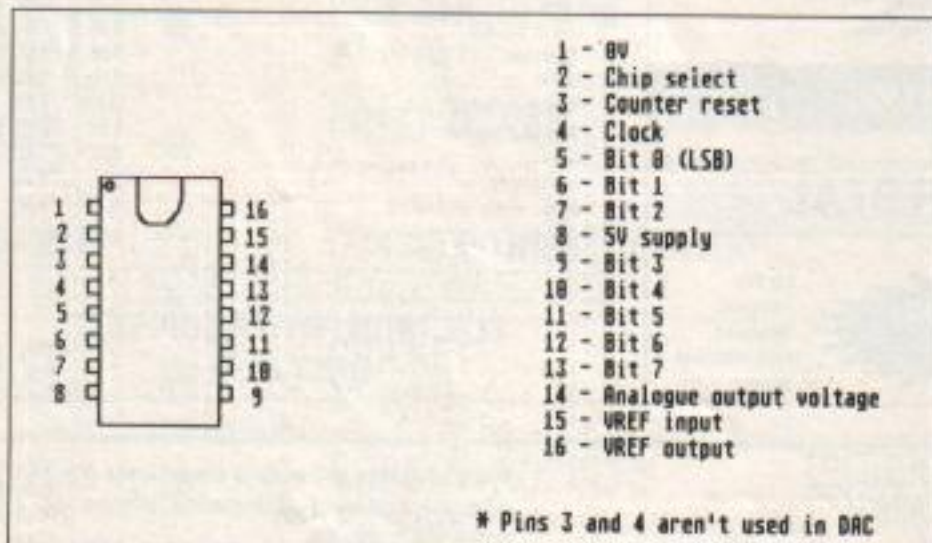 1 - 0V
2 - Chip select
3 - Counter reset
4 - Clock
5 - Bit 0 (LSB)
6 - Bit 1
7 - Bit 2
8 - 5V supply
9 - Bit 3
10 - Bit 4
11 - Bit 5
12 - Bit 6
13 - Bit 7
14 - Analogue output voltage
15 - VREF input
16 - VREF output
1 16
2 15
3 14
4 13
5 12
6 11
7 10
8 9
* Pins 3 and 4 aren't used in DAC